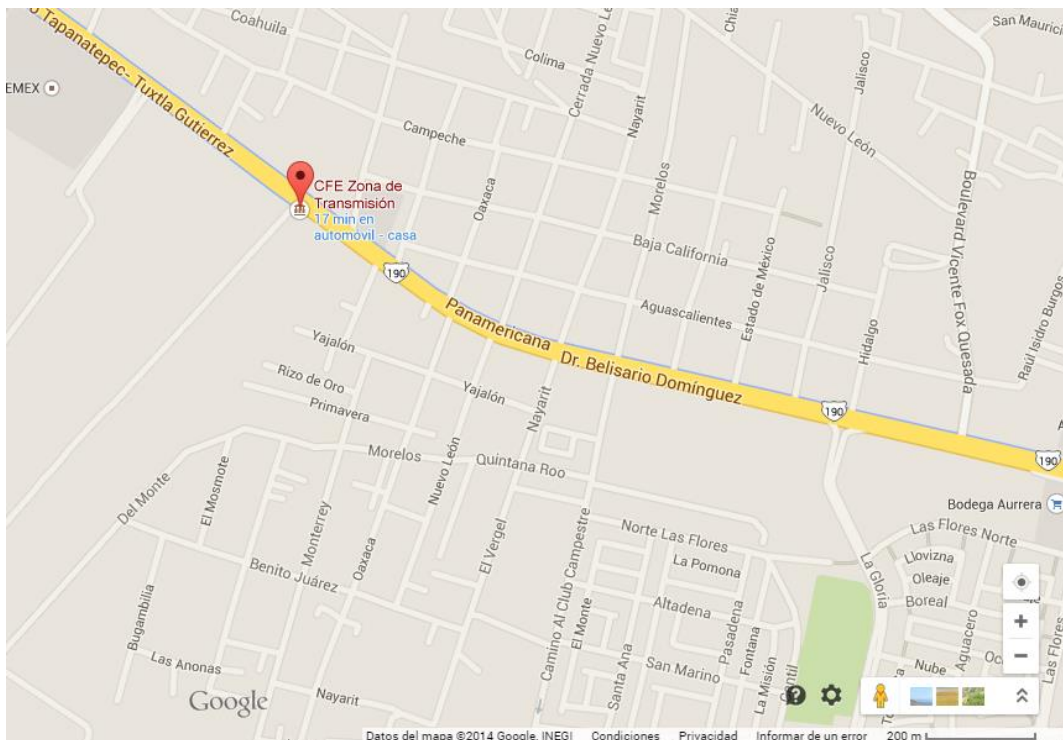 Coahuila
Colima
San Mauricio
Tapanatepec- Tuxtla Gutierrez
EMEX
Cerrada Nuevo L
Nayarit
Jalisco
Nuevo León
Campeche
CFE Zona de
Transmisión
17 min en
automóvil - casa
Oaxaca
Morelos
Baja California
Estado de México
Jalisco
Boulevard Vicente Fox Quesada
190
Aguascalientes
Hidalgo
Raúl Isidro Burgos
Panamericana
Dr. Belisario Domínguez
Yajalón
Rizo de Oro
Yajalón
Primavera
Nayarit
190
190
Morelos
Quintana Roo
Nuevo León
Del Monte
El Mosmote
Monterrey
Oaxaca
El Vergel
Camino Al Club Campestre
Bodega Aurrera
Norte Las Flores
Las Flores Norte
La Pomona
La Gloria
Llovizna
Oleaje
Boreal
Benito Juárez
Altadena
El Monte
Pasadena
Fontana
Bugambilia
Las Anonas
San Marino
Santa Ana
La Misión
Aguacero
Nube
Las Flores
Nayarit
Google
Datos del mapa ©2014 Google, INEGI Condiciones Privacidad Informar de un error 200 m